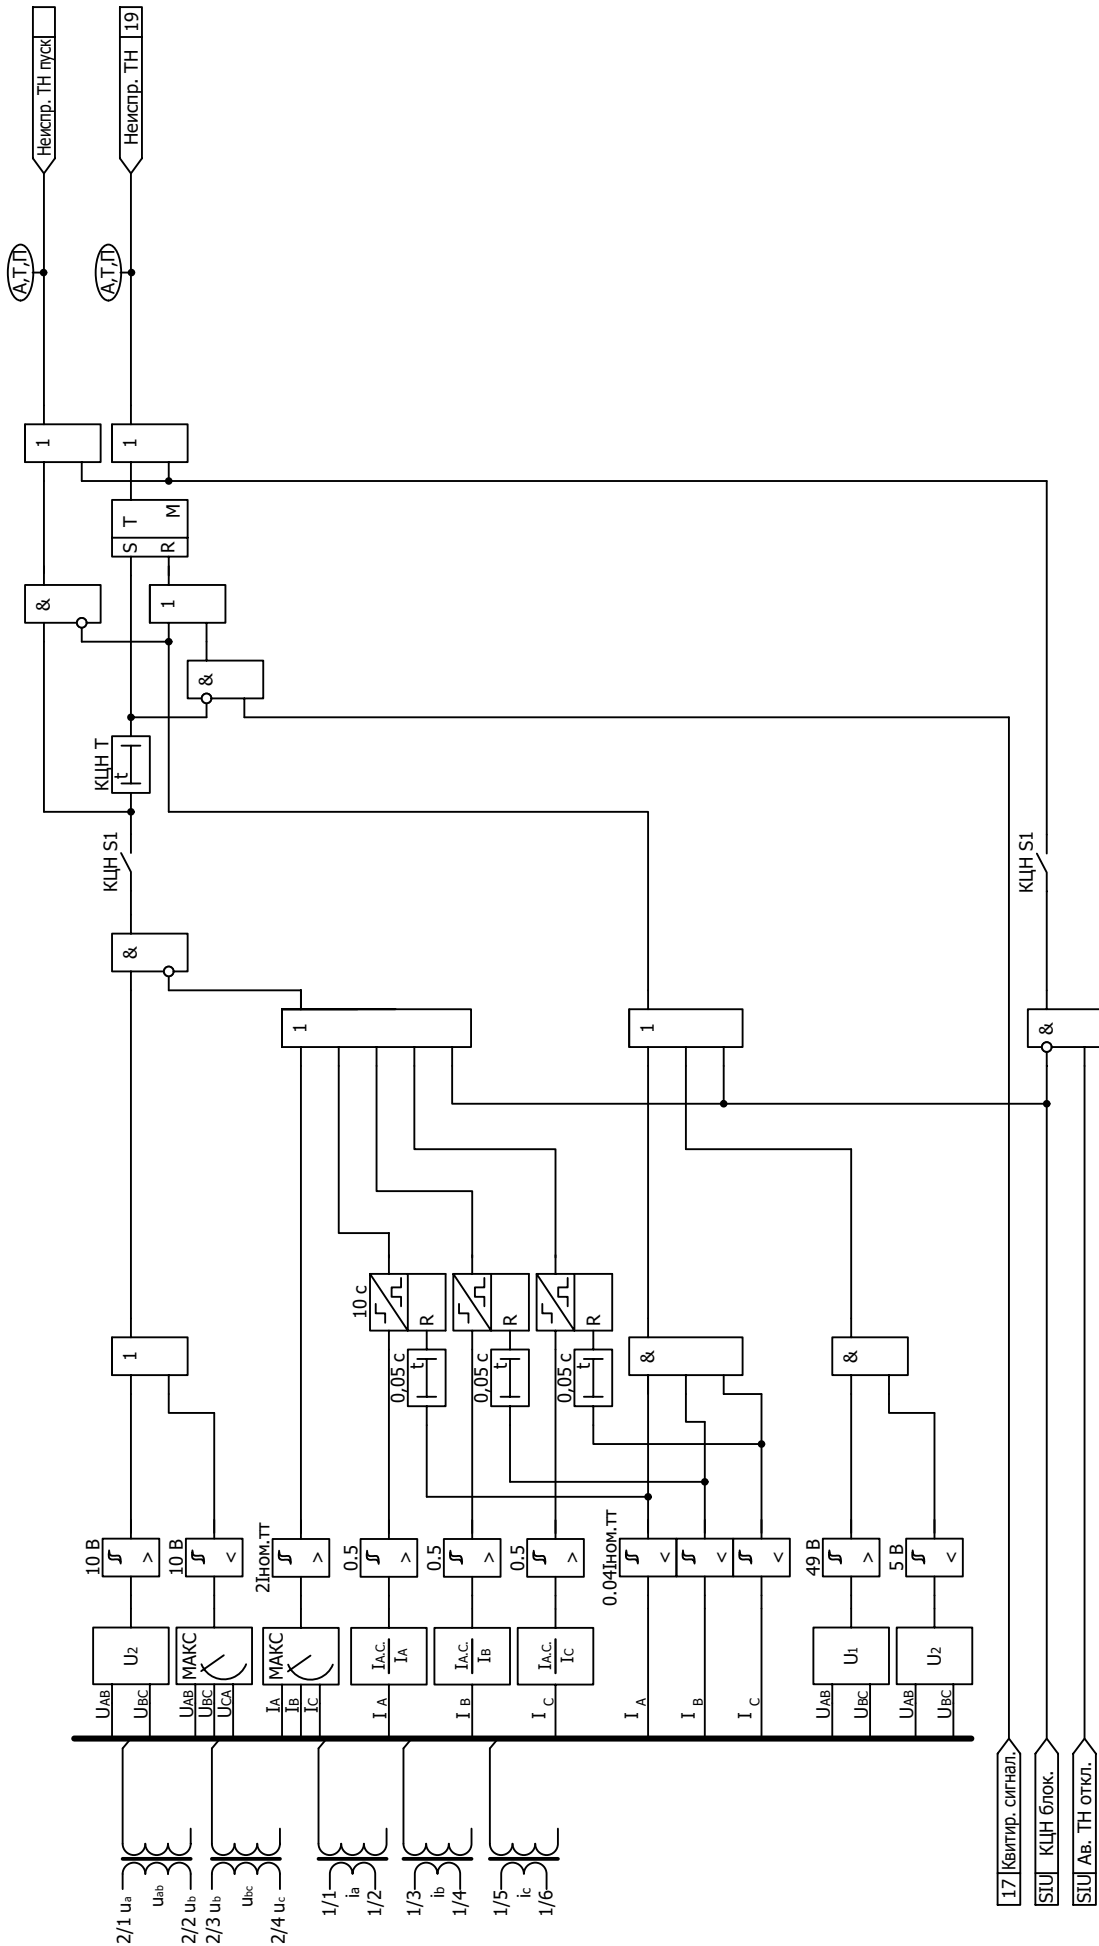 2/1 ua
uab
2/2 ub
2/3 ub
ubc
2/4 uc
1/1
ia
1/2
1/3
ib
1/4
1/5
ic
1/6
17 Квитир. сигнал.
SIU КЦН блок.
SIU Ав. ТН откл.
UAB
UBC
UAB
UBC
UCA
IA
IB
IC
I A
I B
I C
I A
I B
I C
UAB
UBC
UAB
UBC
U2
МАКС
МАКС
IА.С.
IA
IА.С.
IB
IА.С.
IC
U1
U2
10 В
>
10 В
<
2Iном.тт
>
0.5
>
0.5
>
0.5
>
0.04Iном.тт
<
<
<
49 В
>
5 В
<
1
0,05 с
t
0,05 с
t
0,05 с
t
&
&
10 с
R
R
R
1
1
&
&
КЦН S1
КЦН S1
КЦН T
t
&
&
1
S T
R M
1
1
А,Т,П
А,Т,П
Неиспр. ТН пуск
Неиспр. ТН 19